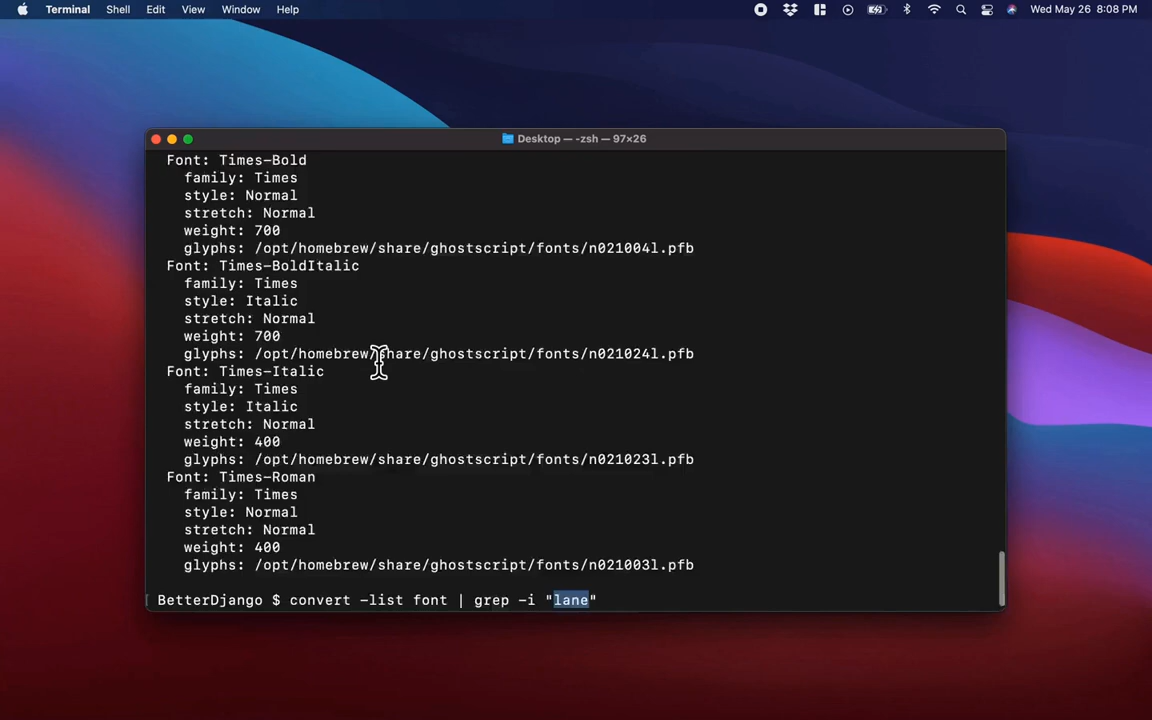 Terminal Shell Edit View Window Help Wed May 26 8:08 PM
Desktop — -zsh — 97×26
Font: Times-Bold
family: Times
style: Normal
stretch: Normal
weight: 700
glyphs: /opt/homebrew/share/ghostscript/fonts/n021004l.pfb
Font: Times-BoldItalic
family: Times
style: Italic
stretch: Normal
weight: 700
glyphs: /opt/homebrew/share/ghostscript/fonts/n021024l.pfb
Font: Times-Italic
family: Times
style: Italic
stretch: Normal
weight: 400
glyphs: /opt/homebrew/share/ghostscript/fonts/n021023l.pfb
Font: Times-Roman
family: Times
style: Normal
stretch: Normal
weight: 400
glyphs: /opt/homebrew/share/ghostscript/fonts/n021003l.pfb
[ BetterDjango $ convert -list font | grep -i "lane"